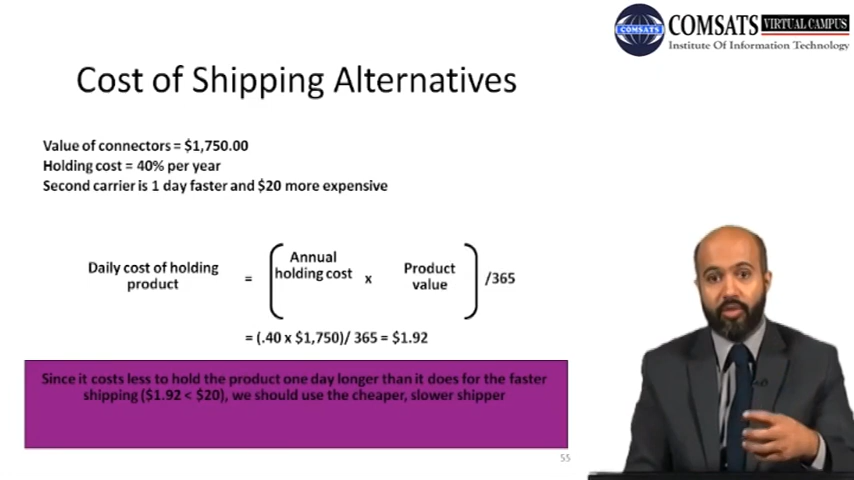 COMSATS VIRTUAL CAMPUS
COMSATS
Institute Of Information Technology
Cost of Shipping Alternatives
Value of connectors = $1,750.00
Holding cost = 40% per year
Second carrier is 1 day faster and $20 more expensive
Daily cost of holding product = (Annual holding cost x Product value) /365
= (.40 x $1,750)/ 365 = $1.92
Since it costs less to hold the product one day longer than it does for the faster
shipping ($1.92 < $20), we should use the cheaper, slower shipper
55